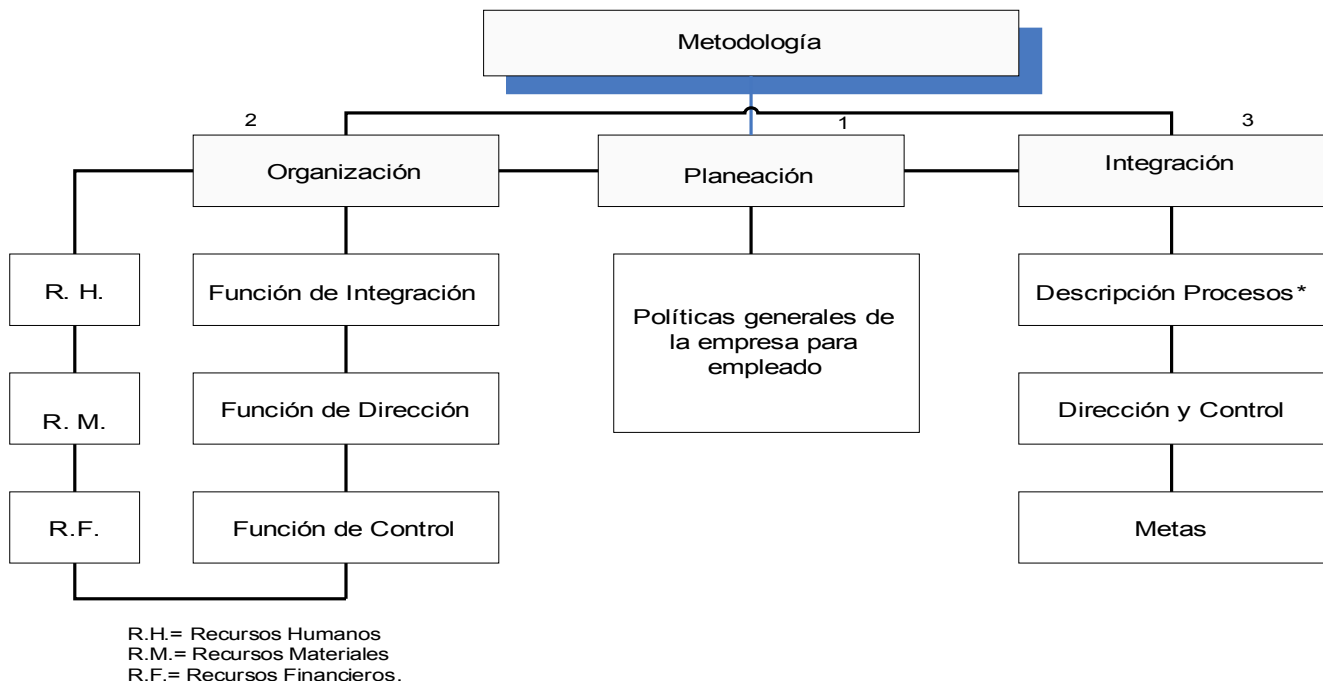 Metodología
2
1
3
Organización
Planeación
Integración
R. H.
Función de Integración
Políticas generales de
la empresa para
empleado
Descripción Procesos*
R. M.
Función de Dirección
Dirección y Control
R.F.
Función de Control
Metas
R.H.= Recursos Humanos
R.M.= Recursos Materiales
R.F.= Recursos Financieros.